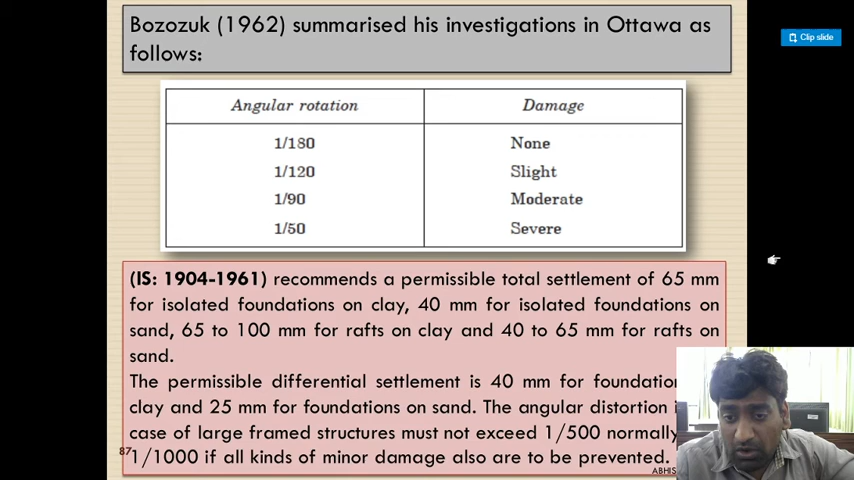 Bozozuk (1962) summarised his investigations in Ottawa as
follows:
Clip slide
Angular rotation Damage
1/180 None
1/120 Slight
1/90 Moderate
1/50 Severe
(IS: 1904-1961) recommends a permissible total settlement of 65 mm
for isolated foundations on clay, 40 mm for isolated foundations on
sand, 65 to 100 mm for rafts on clay and 40 to 65 mm for rafts on
sand.
The permissible differential settlement is 40 mm for
clay and 25 mm for foundations on sand. The angular distortion
case of large framed structures must not exceed 1/500 normally
1/1000 if all kinds of minor damage also are to be prevented.
87
ABHIS